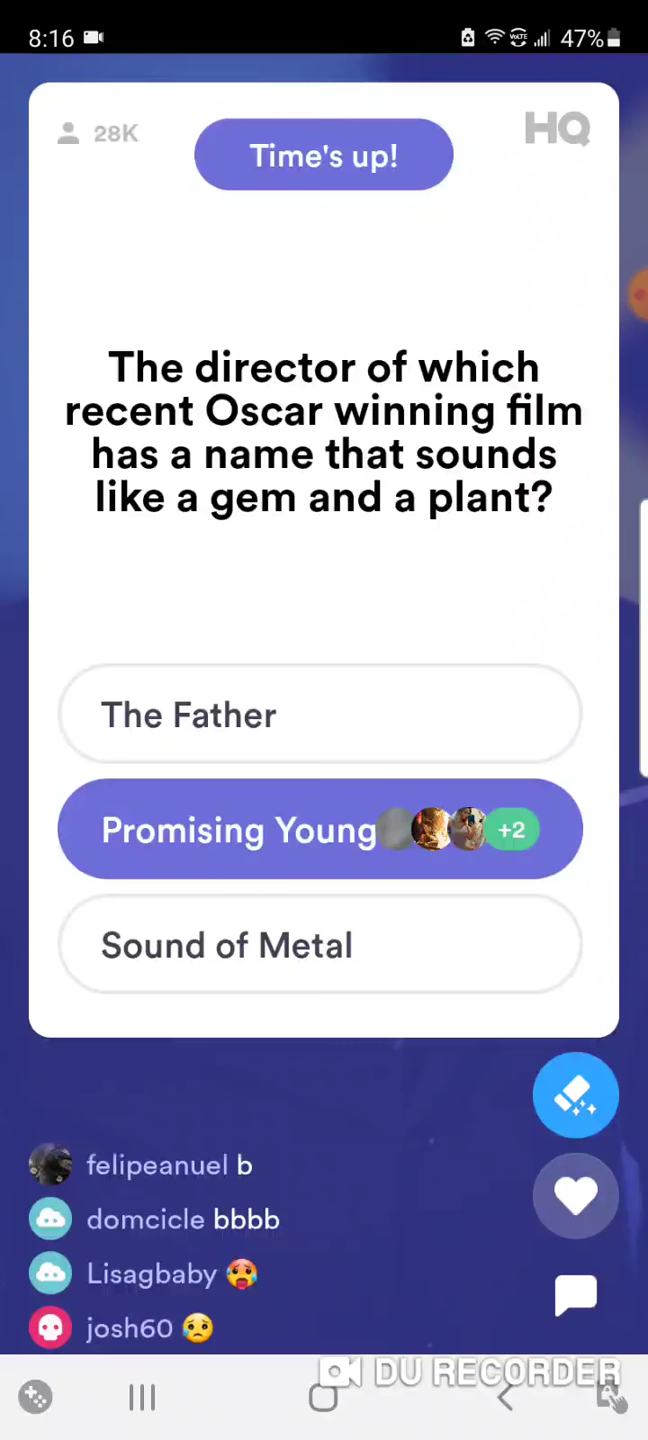 8:16 47%
28K Time's up! HQ
The director of which
recent Oscar winning film
has a name that sounds
like a gem and a plant?
The Father
Promising Young +2
Sound of Metal
felipeanuel b
domcicle bbbb
Lisagbaby 🥵
josh60 😥
DU RECORDER